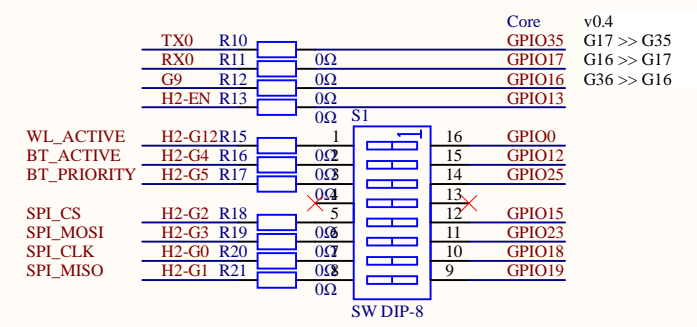 Core v0.4
TX0 R10 GPIO35 G17 >> G35
RX0 R11 0Ω GPIO17 G16 >> G17
G9 R12 0Ω GPIO16 G36 >> G16
H2-EN R13 0Ω GPIO13
0Ω S1
WL_ACTIVE H2-G12 R15 1 1 16 GPIO0
BT_ACTIVE H2-G4 R16 0Ω 2 15 GPIO12
BT_PRIORITY H2-G5 R17 0Ω 3 14 GPIO25
0Ω 4 13
SPI_CS H2-G2 R18 5 12 GPIO15
SPI_MOSI H2-G3 R19 0Ω 6 11 GPIO23
SPI_CLK H2-G0 R20 0Ω 7 10 GPIO18
SPI_MISO H2-G1 R21 0Ω 8 9 GPIO19
0Ω
SW DIP-8